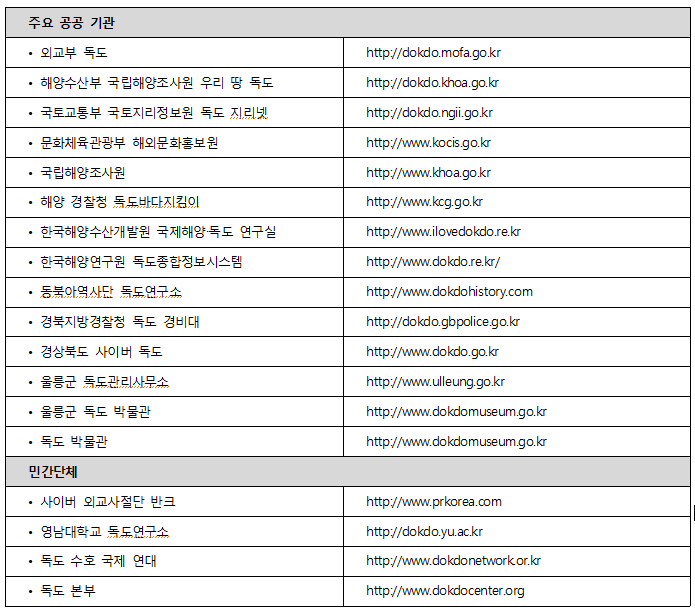 주요 공공 기관
• 외교부 독도 http://dokdo.mofa.go.kr
• 해양수산부 국립해양조사원 우리 땅 독도 http://dokdo.khoa.go.kr
• 국토교통부 국토지리정보원 독도 지리넷 http://dokdo.ngii.go.kr
• 문화체육관광부 해외문화홍보원 http://www.kocis.go.kr
• 국립해양조사원 http://www.khoa.go.kr
• 해양 경찰청 독도바다지킴이 http://www.kcg.go.kr
• 한국해양수산개발원 국제해양·독도 연구실 http://www.ilovedokdo.re.kr
• 한국해양연구원 독도종합정보시스템 http://www.dokdo.re.kr/
• 동북아역사단 독도연구소 http://www.dokdohistory.com
• 경북지방경찰청 독도 경비대 http://dokdo.gbpolice.go.kr
• 경상북도 사이버 독도 http://www.dokdo.go.kr
• 울릉군 독도관리사무소 http://www.ulleung.go.kr
• 울릉군 독도 박물관 http://www.dokdomuseum.go.kr
• 독도 박물관 http://www.dokdomuseum.go.kr
민간단체
• 사이버 외교사절단 반크 http://www.prkorea.com
• 영남대학교 독도연구소 http://dokdo.yu.ac.kr
• 독도 수호 국제 연대 http://www.dokdonetwork.or.kr
• 독도 본부 http://www.dokdocenter.org